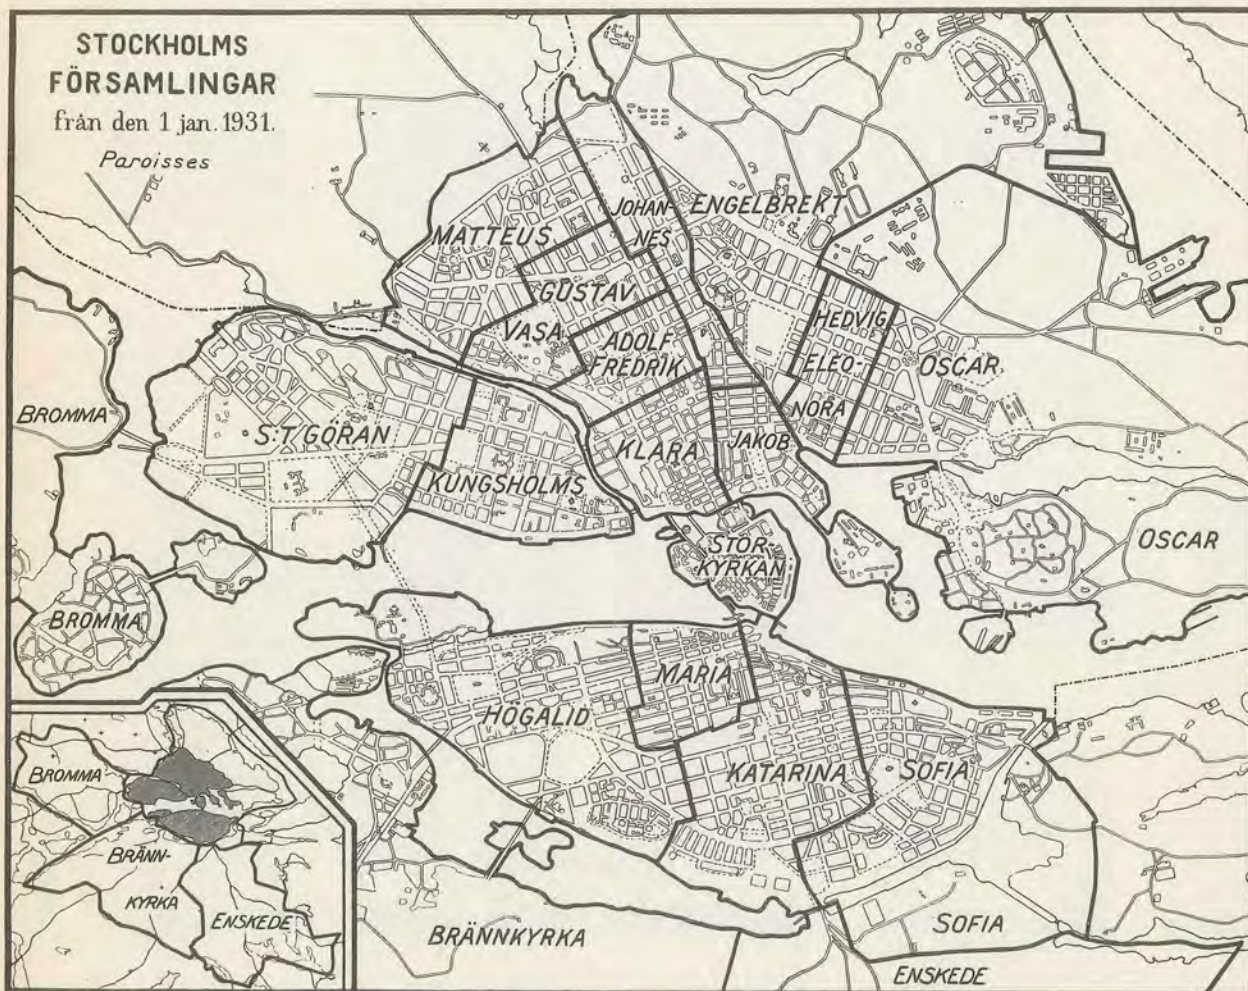 STOCKHOLMS
FÖRSAMLINGAR
från den 1 jan. 1931.
Paroisses
MATTEUS
JOHAN-
NES
ENGELBREKT
GUSTAV
VASA
ADOLF
FREDRIK
HEDVIG
ELEO-
NORA
OSCAR
BROMMA
S:T GÖRAN
KUNGSHOLMS
KLARA
JAKOB
STOR-
KYRKAN
OSCAR
BROMMA
MARIA
HÖGALID
KATARINA
SOFIA
BRÄNNKYRKA
SOFIA
ENSKEDE
BROMMA
BRÄNN-
KYRKA
ENSKEDE